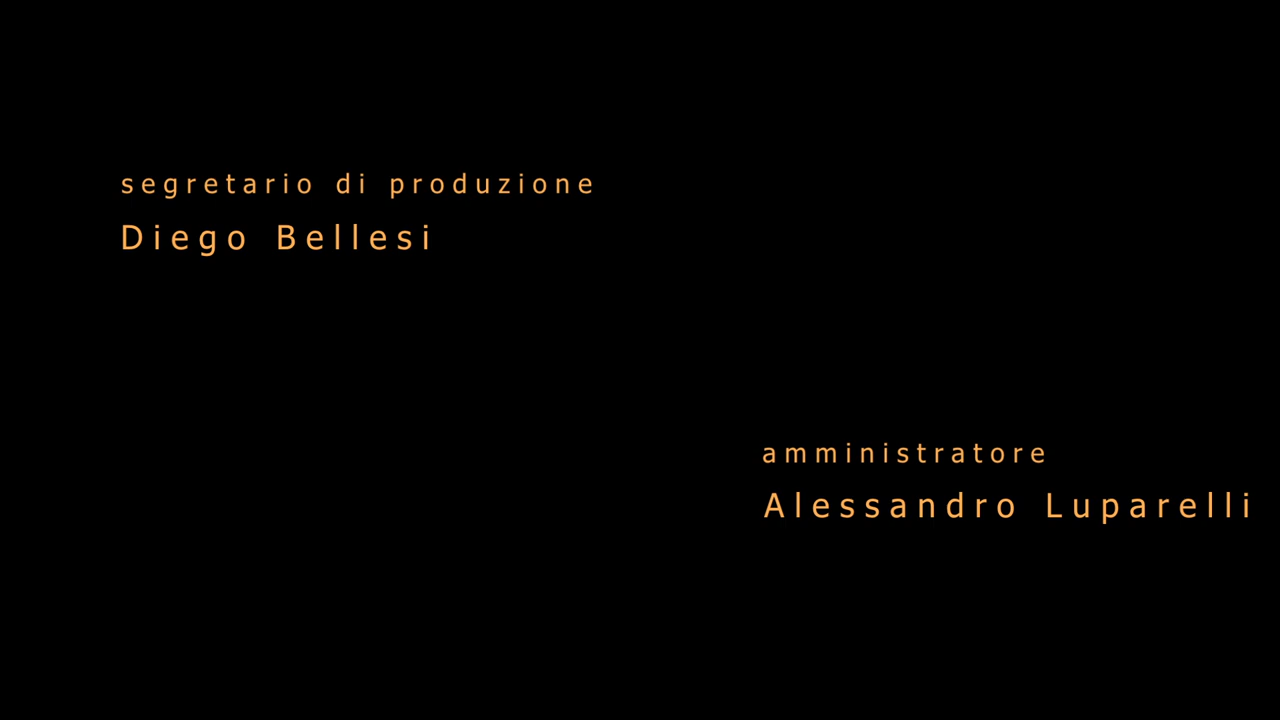 segretario di produzione
Diego Bellesi
amministratore
Alessandro Luparelli